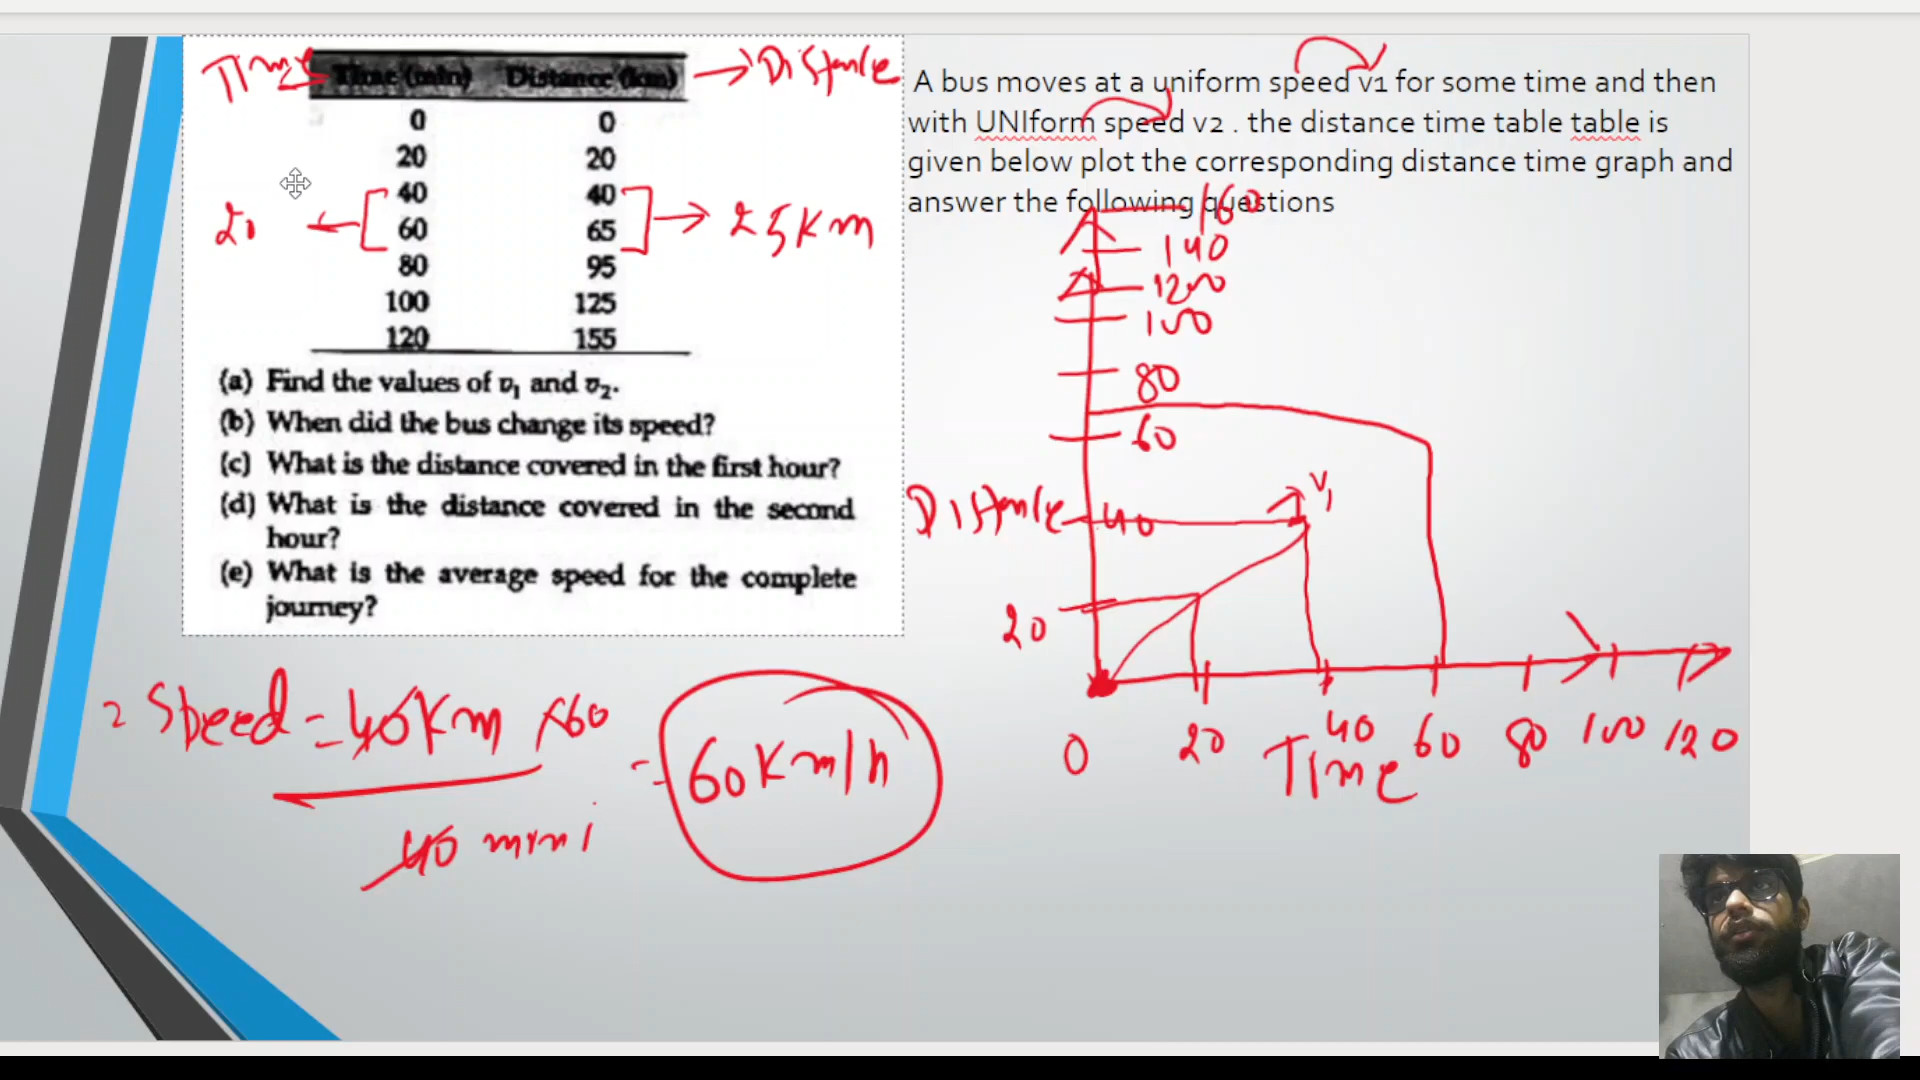 Time Time (min) Distance (km) → Distance
0 0
20 20
40 40
20 ← 60 65 → 25Km
80 95
100 125
120 155
(a) Find the values of v1 and v2.
(b) When did the bus change its speed?
(c) What is the distance covered in the first hour?
(d) What is the distance covered in the second
hour?
(e) What is the average speed for the complete
journey?
A bus moves at a uniform speed v1 for some time and then
with UNIform speed v2 . the distance time table table is
given below plot the corresponding distance time graph and
answer the following questions
160
140
120
100
80
60
V1
Distance 40
20
0 20 40 60 80 100 120
Time
Speed = 40Km ×60
40 mini
= 60Km/h